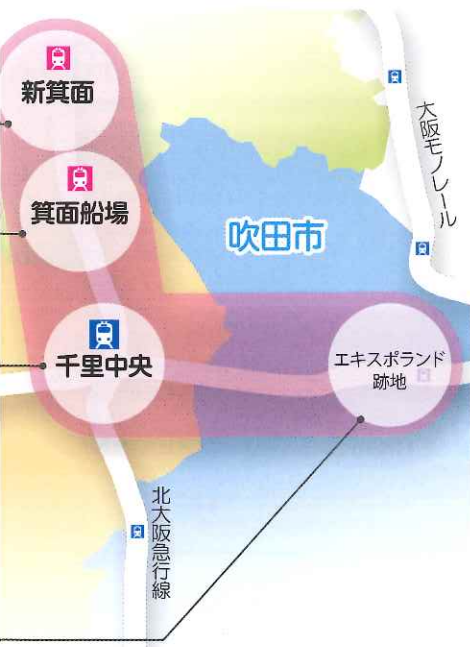 新箕面
箕面船場
大阪モノレール
吹田市
千里中央
エキスポランド
跡地
北大阪急行線